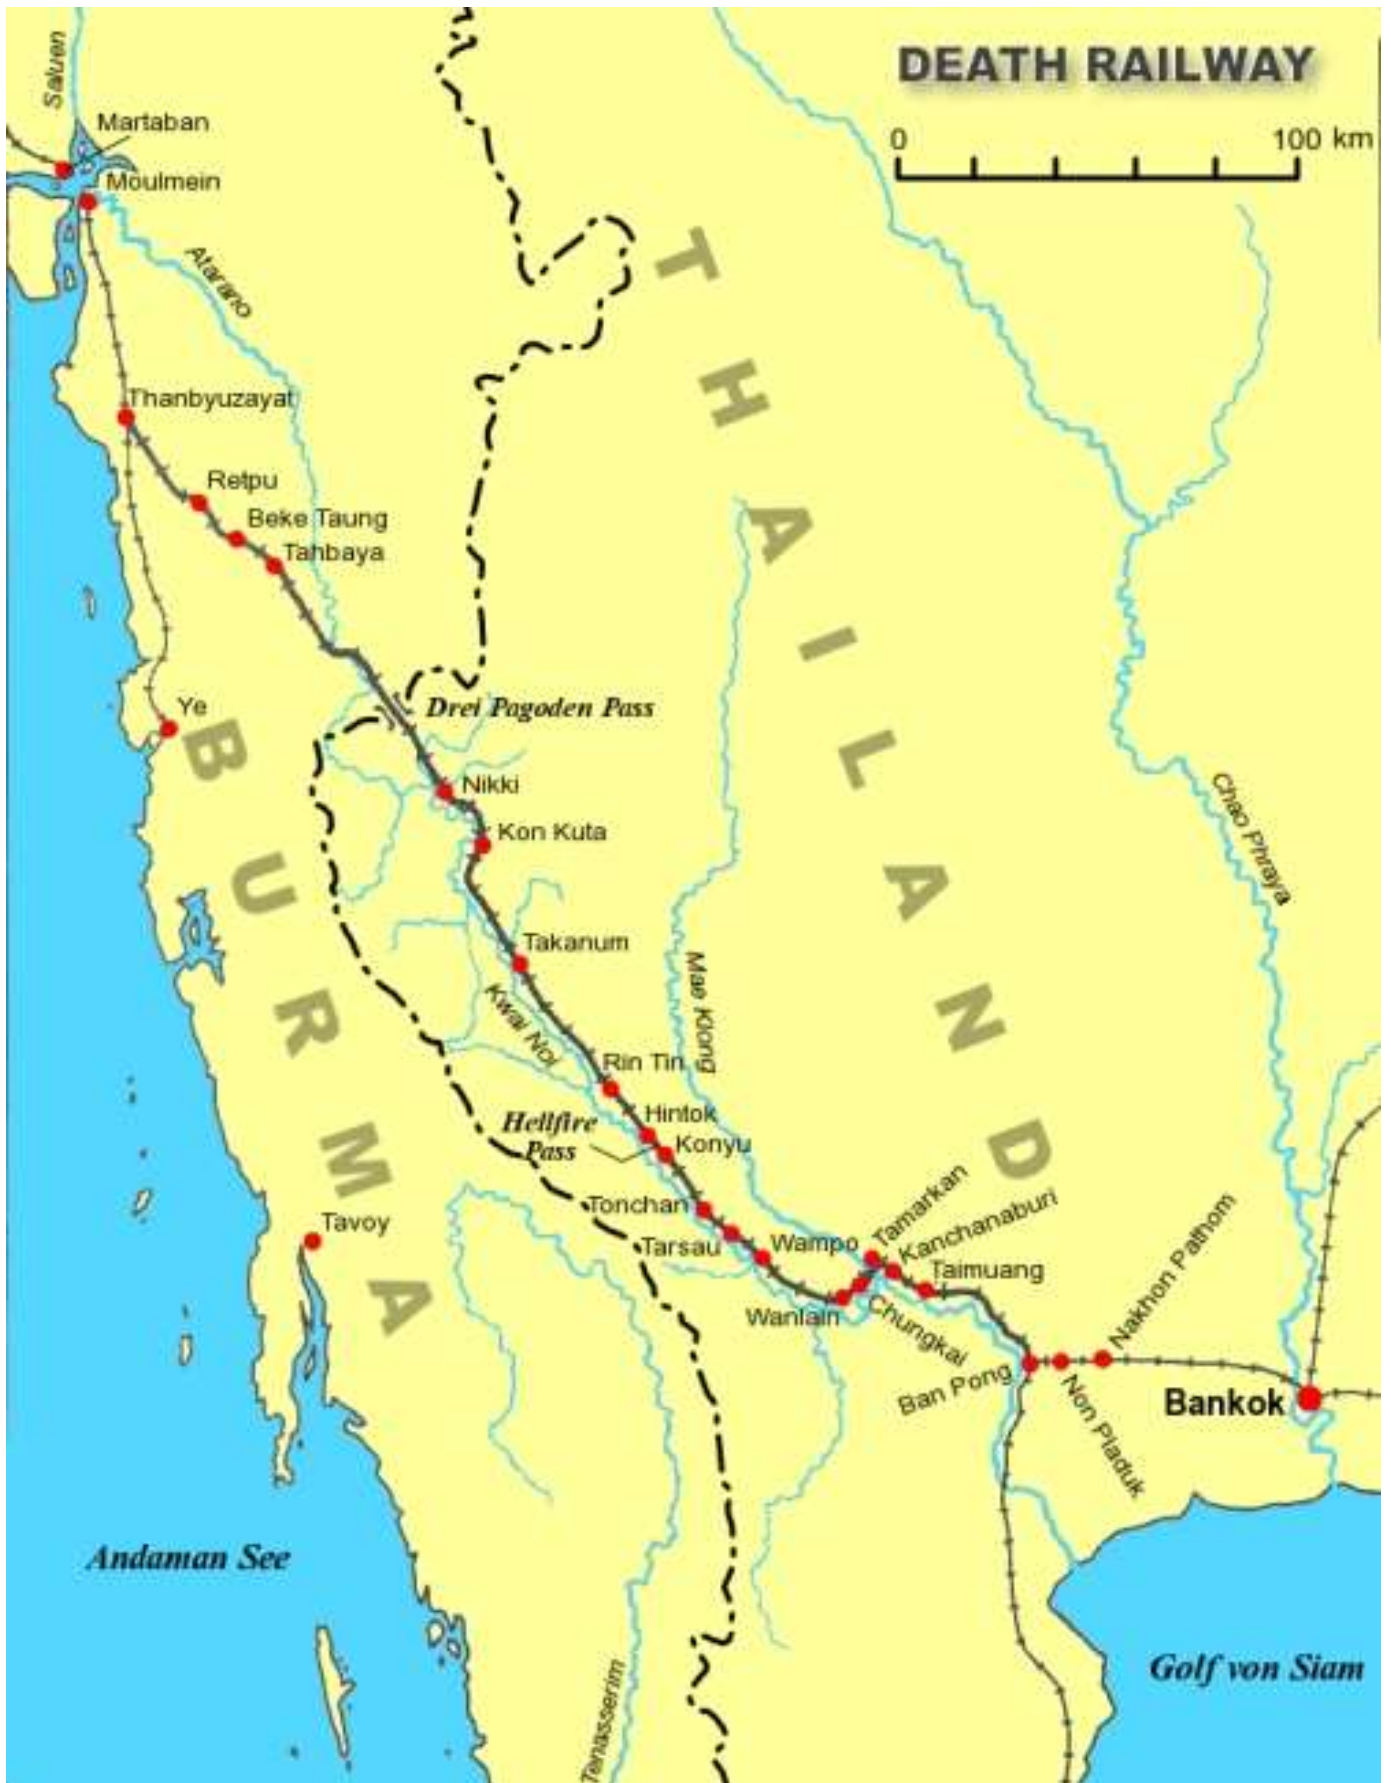 DEATH RAILWAY
0 100 km
Saluen
Martaban
Moulmein
Atarano
THAILAND
Thanbyuzayat
Retpu
Beke Taung
Tahbaya
Ye
Drei Pagoden Pass
BURMA
Nikki
Kon Kuta
Chao Phraya
Takanum
Kwai Noi
Mae Klong
Rin Tin
Hintok
Hellfire
Pass
Konyu
Tonchan
Tarsau
Wampo
Tamarkan
Kanchanaburi
Taimuang
Nakhon Pathom
Tavoy
Wanlain
Chungkai
Ban Pong
Non Pladuk
Bankok
Andaman See
Golf von Siam
Tenasserim